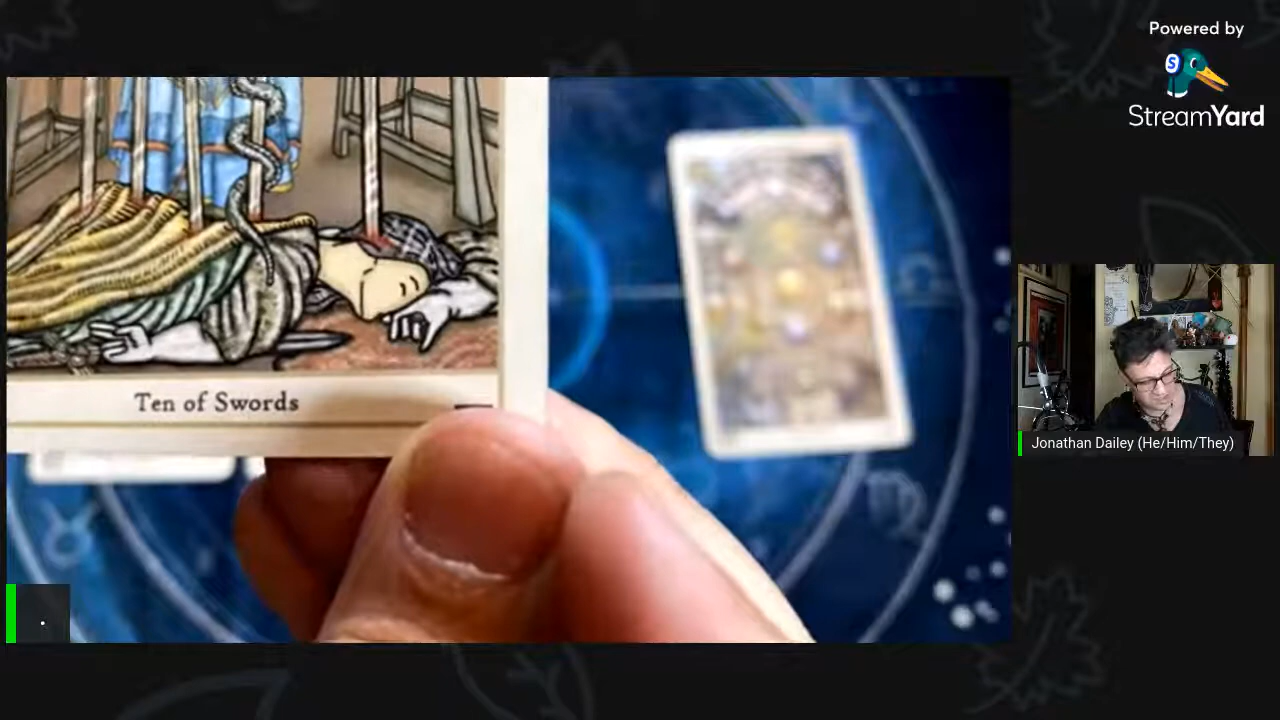 Powered by
StreamYard
Ten of Swords
Jonathan Dailey (He/Him/They)
.